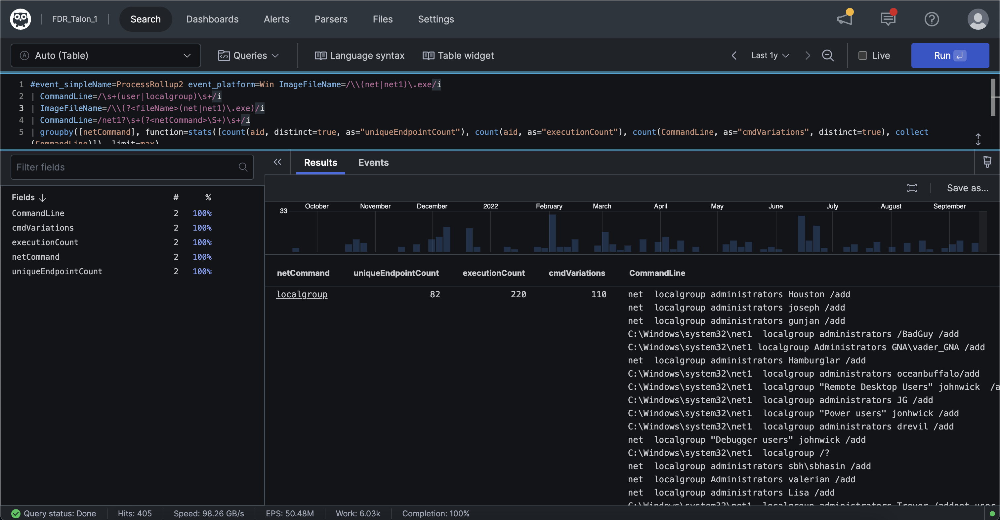 FDR_Talon_1 Search Dashboards Alerts Parsers Files Settings
A Auto (Table) Queries Language syntax Table widget Last 1y Live Run
1 #event_simpleName=ProcessRollup2 event_platform=Win ImageFileName=/\\(net|net1)\.exe/i
2 | CommandLine=/\s+(user|localgroup)\s+/i
3 | ImageFileName=/\\(?<fileName>(net|net1)\.exe)/i
4 | CommandLine=/net1?\s+(?<netCommand>\S+)\s+/i
5 | groupby([netCommand], function=stats([count(aid, distinct=true, as="uniqueEndpointCount"), count(aid, as="executionCount"), count(CommandLine, as="cmdVariations", distinct=true), collect
(CommandLine)]), limit=max)
Filter fields
Results Events
Save as...
Fields # %
CommandLine 2 100%
cmdVariations 2 100%
executionCount 2 100%
netCommand 2 100%
uniqueEndpointCount 2 100%
October November December 2022 February March April May June July August September
33
netCommand uniqueEndpointCount executionCount cmdVariations CommandLine
localgroup 82 220 110 net  localgroup administrators Houston /add
net  localgroup administrators joseph /add
net  localgroup administrators gunjan /add
C:\Windows\system32\net1  localgroup administrators /BadGuy /add
C:\Windows\system32\net1 localgroup Administrators GNA\vader_GNA /add
net  localgroup administrators Hamburglar /add
C:\Windows\system32\net1  localgroup administrators oceanbuffalo/add
C:\Windows\system32\net1  localgroup "Remote Desktop Users" johnwick  /a
C:\Windows\system32\net1  localgroup administrators JG /add
C:\Windows\system32\net1  localgroup "Power users" jonhwick /add
C:\Windows\system32\net1  localgroup administrators drevil /add
net  localgroup "Debugger users" johnwick /add
C:\Windows\system32\net1  localgroup /?
net  localgroup administrators sbh\sbhasin /add
net  localgroup Administrators valerian /add
net  localgroup administrators Lisa /add
C:\Windows\system32\net1  localgroup administrators Trevor /addnet user
Query status: Done Hits: 405 Speed: 98.26 GB/s EPS: 50.48M Work: 6.03k Completion: 100%